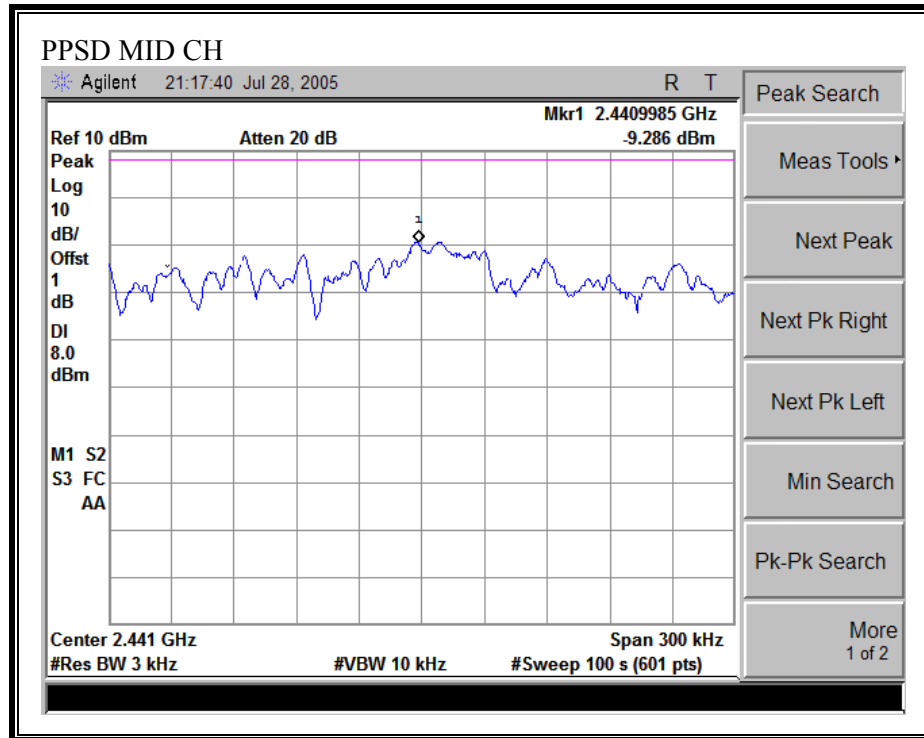 PPSD MID CH
Agilent 21:17:40 Jul 28, 2005 R T
Peak Search
Mkr1 2.4409985 GHz
Ref 10 dBm Atten 20 dB -9.286 dBm
Peak
Log
10
dB/
Offst
1
dB
DI
8.0
dBm
M1 S2
S3 FC
AA
1
Center 2.441 GHz Span 300 kHz
#Res BW 3 kHz #VBW 10 kHz #Sweep 100 s (601 pts)
Meas Tools
Next Peak
Next Pk Right
Next Pk Left
Min Search
Pk-Pk Search
More
1 of 2